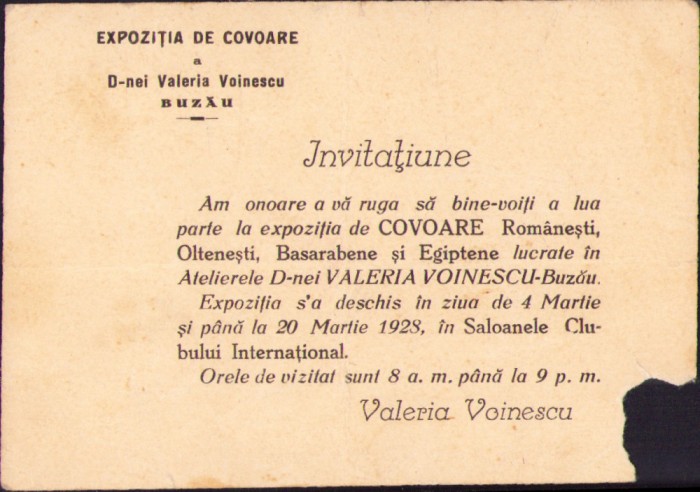 EXPOZIȚIA DE COVOARE
a
D-nei Valeria Voinescu
BUZĂU
Invitațiune
Am onoare a vă ruga să bine-voiți a lua
parte la expoziția de COVOARE Românești,
Oltenești, Basarabene și Egiptene lucrate în
Atelierele D-nei VALERIA VOINESCU-Buzău.
Expoziția s'a deschis în ziua de 4 Martie
și până la 20 Martie 1928, în Saloanele Clu-
bului Internațional.
Orele de vizitat sunt 8 a. m. până la 9 p. m.
Valeria Voinescu